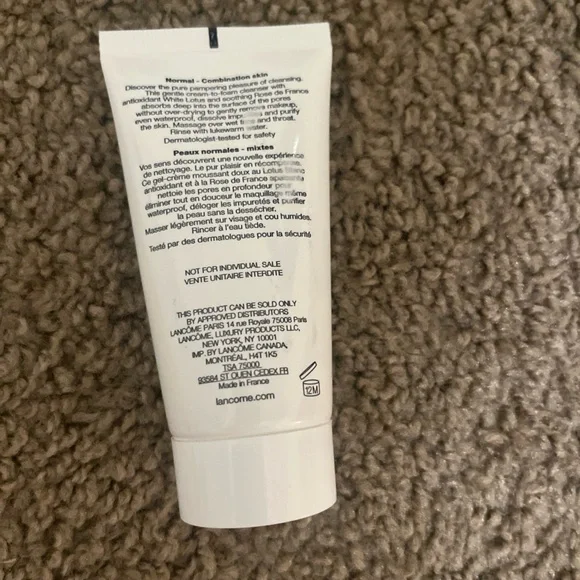 Normal - Combination skin
Discover the pure pampering pleasure of cleansing.
This gentle cream-to-foam cleanser with
antioxidant White Lotus and soothing Rose de France
absorbs deep into the surface of the pores
without over-drying to gently remove makeup,
even waterproof, dissolve impurities and purify
the skin. Massage over wet face and throat.
Rinse with lukewarm water.
Dermatologist-tested for safety
Peaux normales - mixtes
Vos sens découvrent une nouvelle expérience
de nettoyage. Le pur plaisir en récompense.
Ce gel-crème moussant doux au Lotus Blanc
antioxidant et à la Rose de France apaisante
nettoie les pores en profondeur pour
éliminer tout en douceur le maquillage même
waterproof, déloger les impuretés et purifier
la peau sans la dessécher.
Masser légèrement sur visage et cou humides.
Rincer à l'eau tiède.
Testé par des dermatologues pour la sécurité
NOT FOR INDIVIDUAL SALE
VENTE UNITAIRE INTERDITE
THIS PRODUCT CAN BE SOLD ONLY
BY APPROVED DISTRIBUTORS
LANCÔME PARIS 14 rue Royale 75008 Paris
LANCÔME, LUXURY PRODUCTS LLC,
NEW YORK, NY 10001
IMP. BY LANCÔME CANADA,
MONTRÉAL, H4T 1K5
TSA 75000
93584 ST OUEN CEDEX.FR
Made in France
12M
lancome.com